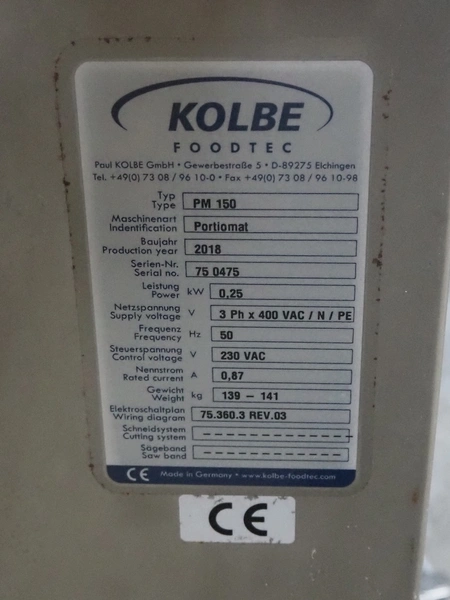 KOLBE
FOODTEC
Paul KOLBE GmbH • Gewerbestraße 5 • D-89275 Elchingen
Tel. +49(0) 73 08 / 96 10-0 • Fax +49(0) 73 08 / 96 10-98
Typ
Type PM 150
Maschinenart
Indentification Portiomat
Baujahr
Production year 2018
Serien-Nr.
Serial no. 75 0475
Leistung
Power kW 0,25
Netzspannung
Supply voltage V 3 Ph x 400 VAC / N / PE
Frequenz
Frequency Hz 50
Steuerspannung
Control voltage V 230 VAC
Nennstrom
Rated current A 0,87
Gewicht
Weight kg 139 – 141
Elektroschaltplan
Wiring diagram 75.360.3 REV.03
Schneidsystem
Cutting system – – – – – – – – – – – – – –
Sägeband
Saw band – – – – – – – – – – – – – –
CE Made in Germany • www.kolbe-foodtec.com
CE